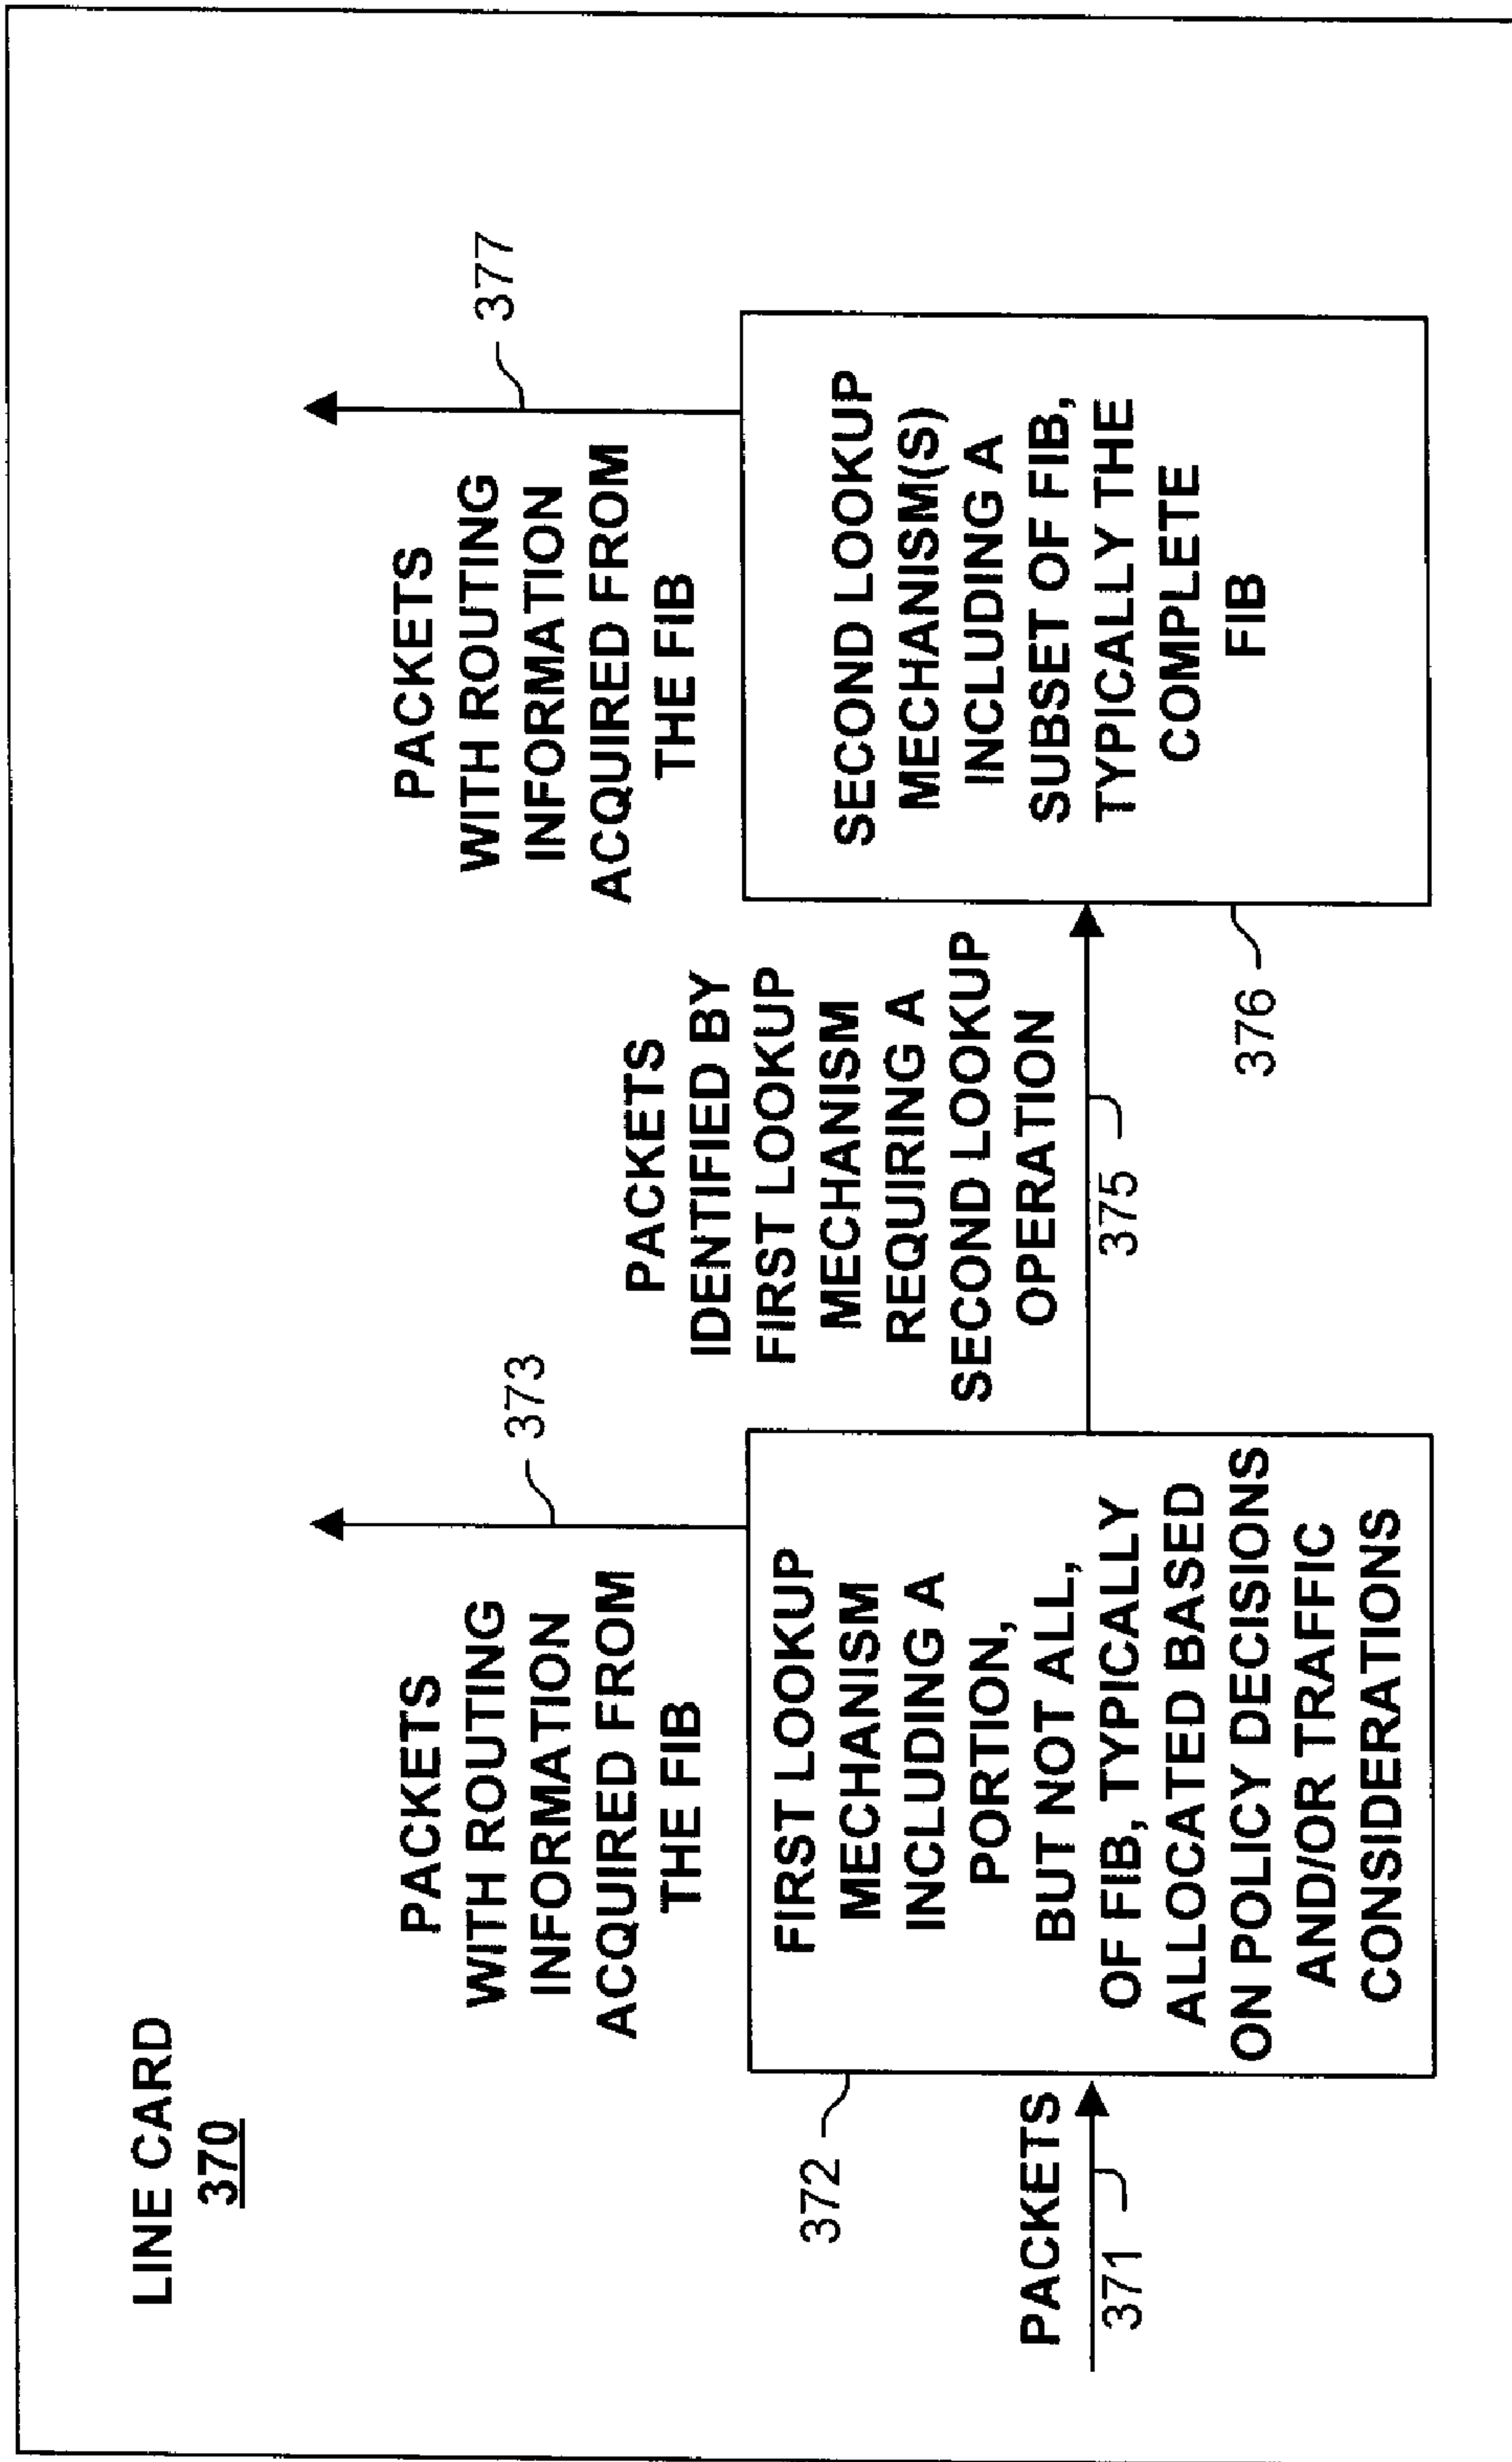 LINE CARD
370
PACKETS
WITH ROUTING
INFORMATION
ACQUIRED FROM
THE FIB
373
PACKETS
WITH ROUTING
INFORMATION
ACQUIRED FROM
THE FIB
377
PACKETS
371
372
FIRST LOOKUP
MECHANISM
INCLUDING A
PORTION,
BUT NOT ALL,
OF FIB, TYPICALLY
ALLOCATED BASED
ON POLICY DECISIONS
AND/OR TRAFFIC
CONSIDERATIONS
PACKETS
IDENTIFIED BY
FIRST LOOKUP
MECHANISM
REQUIRING A
SECOND LOOKUP
OPERATION
375
376
SECOND LOOKUP
MECHANISM(S)
INCLUDING A
SUBSET OF FIB,
TYPICALLY THE
COMPLETE
FIB